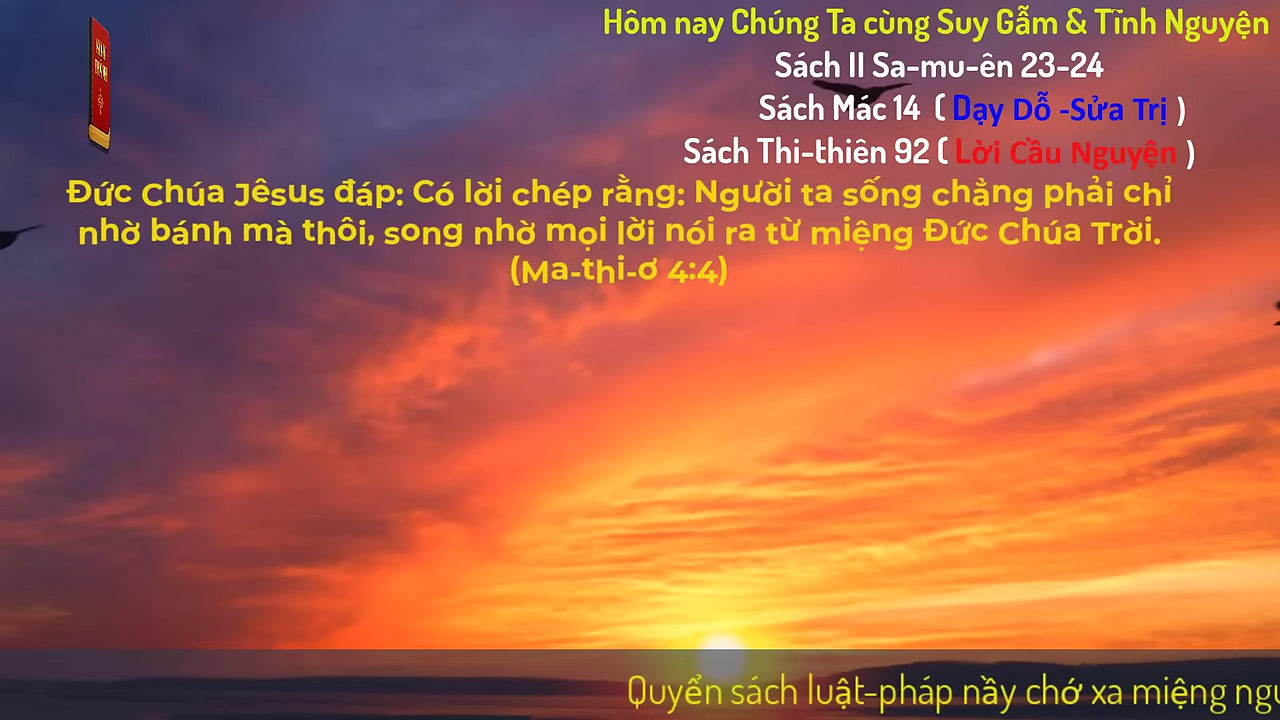 Hôm nay Chúng Ta cùng Suy Gẫm & Tĩnh Nguyện
Sách II Sa-mu-ên 23-24
Sách Mác 14 ( Dạy Dỗ -Sửa Trị )
Sách Thi-thiên 92 ( Lời Cầu Nguyện )
Đức Chúa Jêsus đáp: Có lời chép rằng: Người ta sống chẳng phải chỉ
nhờ bánh mà thôi, song nhờ mọi lời nói ra từ miệng Đức Chúa Trời.
(Ma-thi-ơ 4:4)
Quyển sách luật-pháp nầy chớ xa miệng